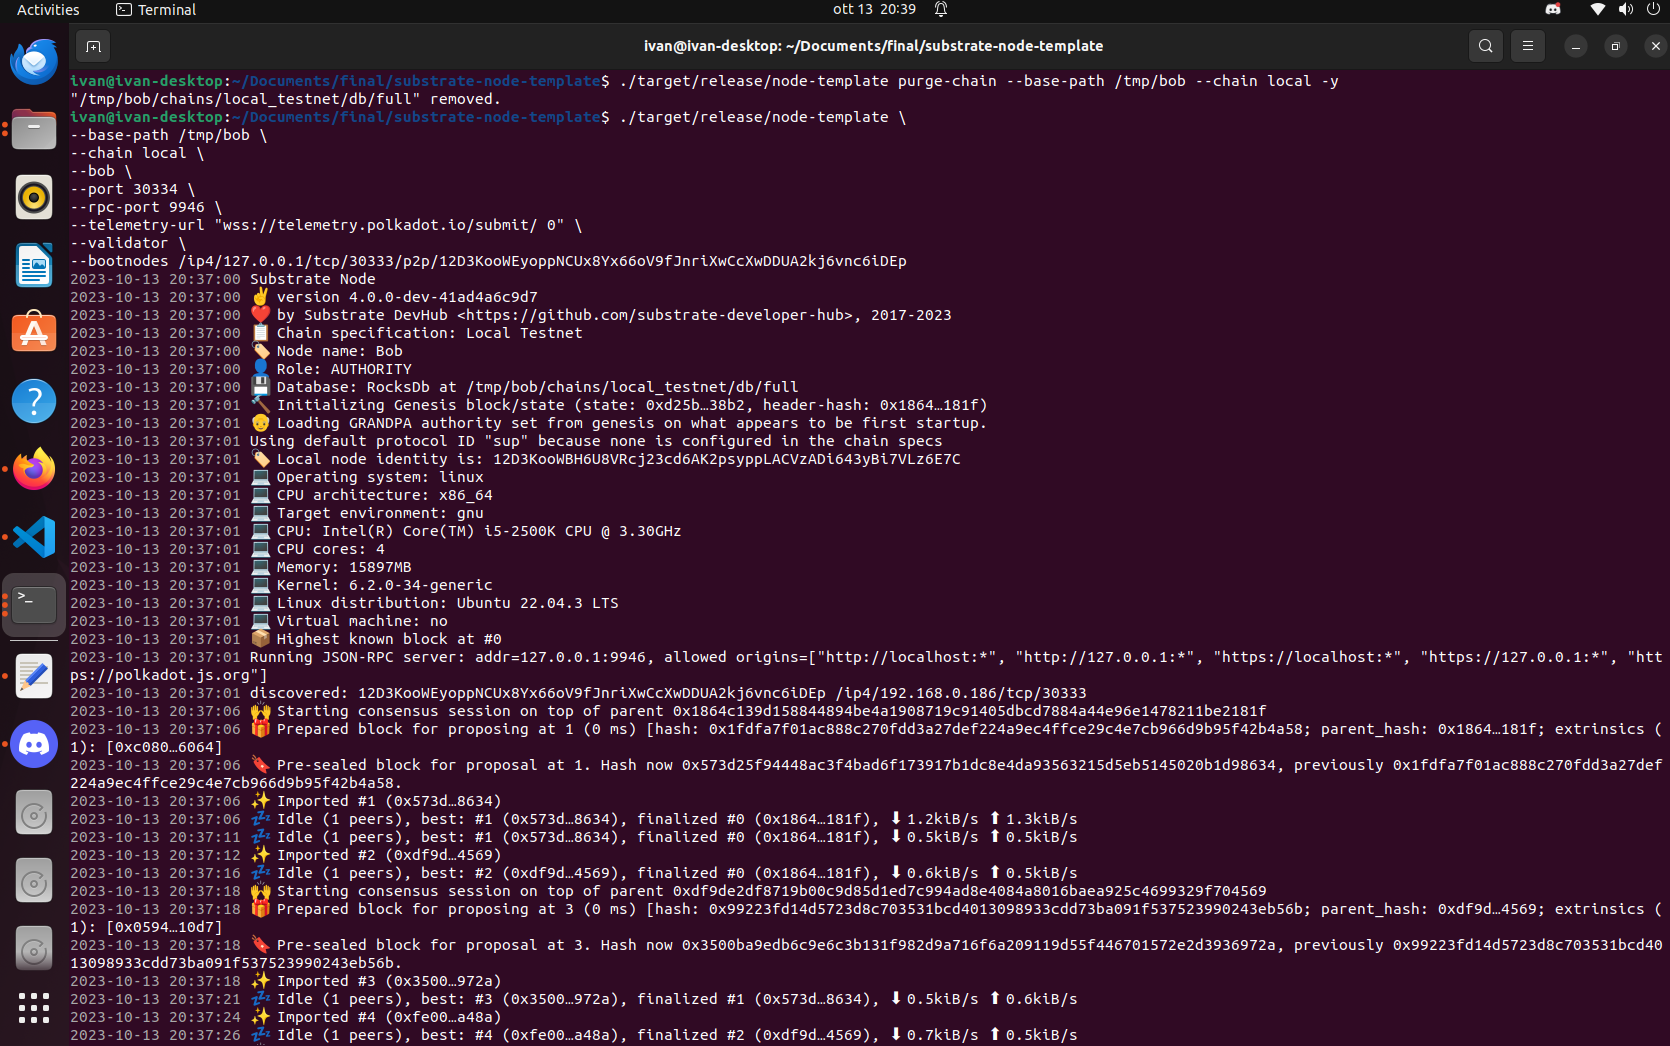 Activities
Terminal
ott 13 20:39
ivan@ivan-desktop: ~/Documents/final/substrate-node-template
ivan@ivan-desktop:~/Documents/final/substrate-node-template$ ./target/release/node-template purge-chain --base-path /tmp/bob --chain local -y
"/tmp/bob/chains/local_testnet/db/full" removed.
ivan@ivan-desktop:~/Documents/final/substrate-node-template$ ./target/release/node-template \
--base-path /tmp/bob \
--chain local \
--bob \
--port 30334 \
--rpc-port 9946 \
--telemetry-url "wss://telemetry.polkadot.io/submit/ 0" \
--validator \
--bootnodes /ip4/127.0.0.1/tcp/30333/p2p/12D3KooWEyoppNCUx8Yx66oV9fJnriXwCcXwDDUA2kj6vnc6iDEp
2023-10-13 20:37:00 Substrate Node
2023-10-13 20:37:00 ✌️ version 4.0.0-dev-41ad4a6c9d7
2023-10-13 20:37:00 ❤️ by Substrate DevHub <https://github.com/substrate-developer-hub>, 2017-2023
2023-10-13 20:37:00 📋 Chain specification: Local Testnet
2023-10-13 20:37:00 🏷 Node name: Bob
2023-10-13 20:37:00 👤 Role: AUTHORITY
2023-10-13 20:37:00 💾 Database: RocksDb at /tmp/bob/chains/local_testnet/db/full
2023-10-13 20:37:01 🔨 Initializing Genesis block/state (state: 0xd25b…38b2, header-hash: 0x1864…181f)
2023-10-13 20:37:01 👴 Loading GRANDPA authority set from genesis on what appears to be first startup.
2023-10-13 20:37:01 Using default protocol ID "sup" because none is configured in the chain specs
2023-10-13 20:37:01 🏷 Local node identity is: 12D3KooWBH6U8VRcj23cd6AK2psyppLACVzADi643yBi7VLz6E7C
2023-10-13 20:37:01 💻 Operating system: linux
2023-10-13 20:37:01 💻 CPU architecture: x86_64
2023-10-13 20:37:01 💻 Target environment: gnu
2023-10-13 20:37:01 💻 CPU: Intel(R) Core(TM) i5-2500K CPU @ 3.30GHz
2023-10-13 20:37:01 💻 CPU cores: 4
2023-10-13 20:37:01 💻 Memory: 15897MB
2023-10-13 20:37:01 💻 Kernel: 6.2.0-34-generic
2023-10-13 20:37:01 💻 Linux distribution: Ubuntu 22.04.3 LTS
2023-10-13 20:37:01 💻 Virtual machine: no
2023-10-13 20:37:01 📦 Highest known block at #0
2023-10-13 20:37:01 Running JSON-RPC server: addr=127.0.0.1:9946, allowed origins=["http://localhost:*", "http://127.0.0.1:*", "https://localhost:*", "https://127.0.0.1:*", "htt
ps://polkadot.js.org"]
2023-10-13 20:37:01 discovered: 12D3KooWEyoppNCUx8Yx66oV9fJnriXwCcXwDDUA2kj6vnc6iDEp /ip4/192.168.0.186/tcp/30333
2023-10-13 20:37:06 🙌 Starting consensus session on top of parent 0x1864c139d158844894be4a1908719c91405dbcd7884a44e96e1478211be2181f
2023-10-13 20:37:06 🎁 Prepared block for proposing at 1 (0 ms) [hash: 0x1fdfa7f01ac888c270fdd3a27def224a9ec4ffce29c4e7cb966d9b95f42b4a58; parent_hash: 0x1864…181f; extrinsics (
1): [0xc080…6064]
2023-10-13 20:37:06 🔖 Pre-sealed block for proposal at 1. Hash now 0x573d25f94448ac3f4bad6f173917b1dc8e4da93563215d5eb5145020b1d98634, previously 0x1fdfa7f01ac888c270fdd3a27def
224a9ec4ffce29c4e7cb966d9b95f42b4a58.
2023-10-13 20:37:06 ✨ Imported #1 (0x573d…8634)
2023-10-13 20:37:06 💤 Idle (1 peers), best: #1 (0x573d…8634), finalized #0 (0x1864…181f), ⬇ 1.2kiB/s ⬆ 1.3kiB/s
2023-10-13 20:37:11 💤 Idle (1 peers), best: #1 (0x573d…8634), finalized #0 (0x1864…181f), ⬇ 0.5kiB/s ⬆ 0.5kiB/s
2023-10-13 20:37:12 ✨ Imported #2 (0xdf9d…4569)
2023-10-13 20:37:16 💤 Idle (1 peers), best: #2 (0xdf9d…4569), finalized #0 (0x1864…181f), ⬇ 0.6kiB/s ⬆ 0.5kiB/s
2023-10-13 20:37:18 🙌 Starting consensus session on top of parent 0xdf9de2df8719b00c9d85d1ed7c994ad8e4084a8016baea925c4699329f704569
2023-10-13 20:37:18 🎁 Prepared block for proposing at 3 (0 ms) [hash: 0x99223fd14d5723d8c703531bcd4013098933cdd73ba091f537523990243eb56b; parent_hash: 0xdf9d…4569; extrinsics (
1): [0x0594…10d7]
2023-10-13 20:37:18 🔖 Pre-sealed block for proposal at 3. Hash now 0x3500ba9edb6c9e6c3b131f982d9a716f6a209119d55f446701572e2d3936972a, previously 0x99223fd14d5723d8c703531bcd40
13098933cdd73ba091f537523990243eb56b.
2023-10-13 20:37:18 ✨ Imported #3 (0x3500…972a)
2023-10-13 20:37:21 💤 Idle (1 peers), best: #3 (0x3500…972a), finalized #1 (0x573d…8634), ⬇ 0.5kiB/s ⬆ 0.6kiB/s
2023-10-13 20:37:24 ✨ Imported #4 (0xfe00…a48a)
2023-10-13 20:37:26 💤 Idle (1 peers), best: #4 (0xfe00…a48a), finalized #2 (0xdf9d…4569), ⬇ 0.7kiB/s ⬆ 0.5kiB/s